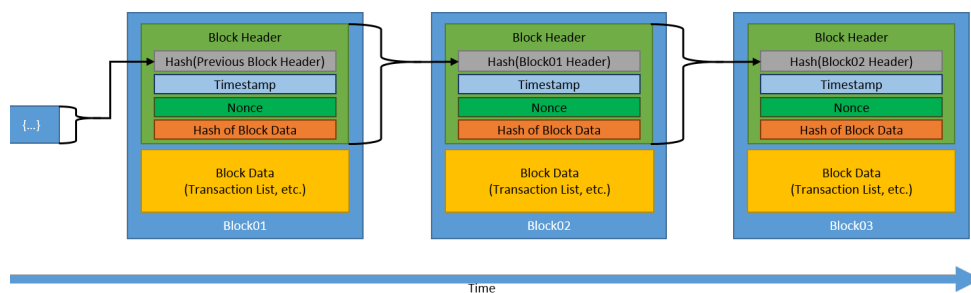 {...}
Block Header
Hash(Previous Block Header)
Timestamp
Nonce
Hash of Block Data
Block Data
(Transaction List, etc.)
Block01
Block Header
Hash(Block01 Header)
Timestamp
Nonce
Hash of Block Data
Block Data
(Transaction List, etc.)
Block02
Block Header
Hash(Block02 Header)
Timestamp
Nonce
Hash of Block Data
Block Data
(Transaction List, etc.)
Block03
Time